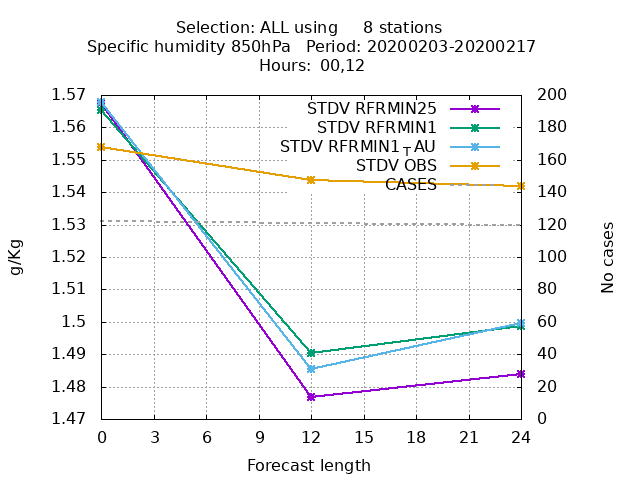 Selection: ALL using     8 stations
Specific humidity 850hPa   Period: 20200203-20200217
Hours:  00,12
STDV RFRMIN25
STDV RFRMIN1
STDV RFRMIN1┬AU
STDV OBS
CASES
1.57
1.56
1.55
1.54
1.53
1.52
1.51
1.5
1.49
1.48
1.47
200
180
160
140
120
100
80
60
40
20
0
0 3 6 9 12 15 18 21 24
g/Kg
No cases
Forecast length